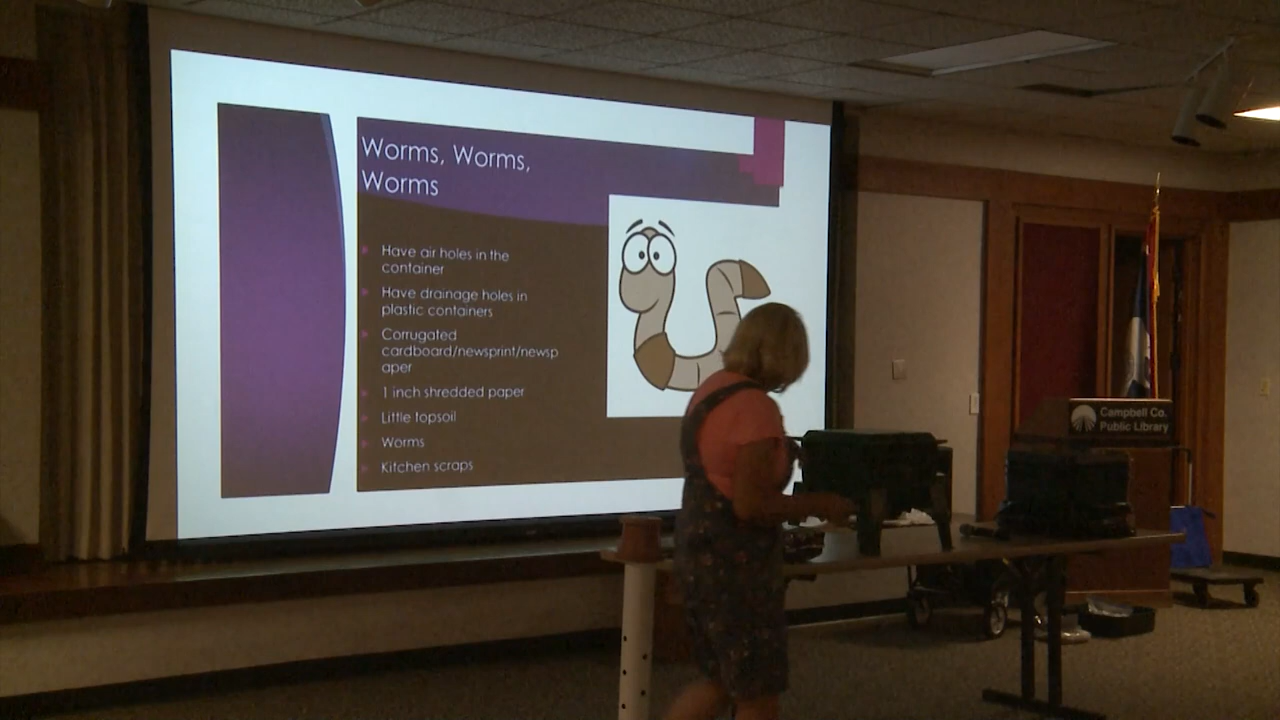 Worms, Worms,
Worms
Have air holes in the
container
Have drainage holes in
plastic containers
Corrugated
cardboard/newsprint/newsp
aper
1 inch shredded paper
Little topsoil
Worms
Kitchen scraps
Campbell Co.
Public Library